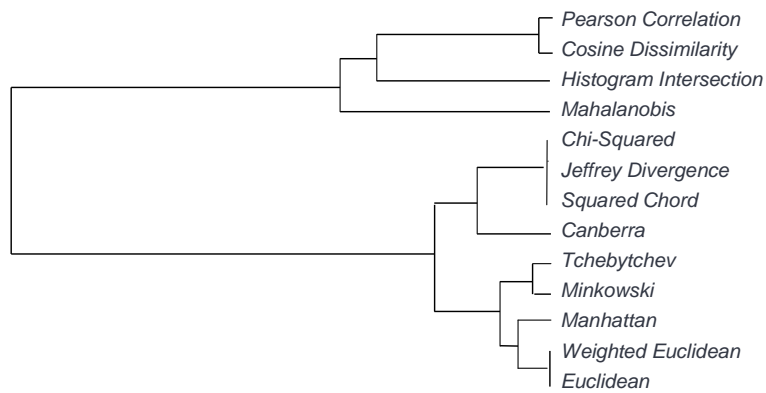 Pearson Correlation
Cosine Dissimilarity
Histogram Intersection
Mahalanobis
Chi-Squared
Jeffrey Divergence
Squared Chord
Canberra
Tchebytchev
Minkowski
Manhattan
Weighted Euclidean
Euclidean